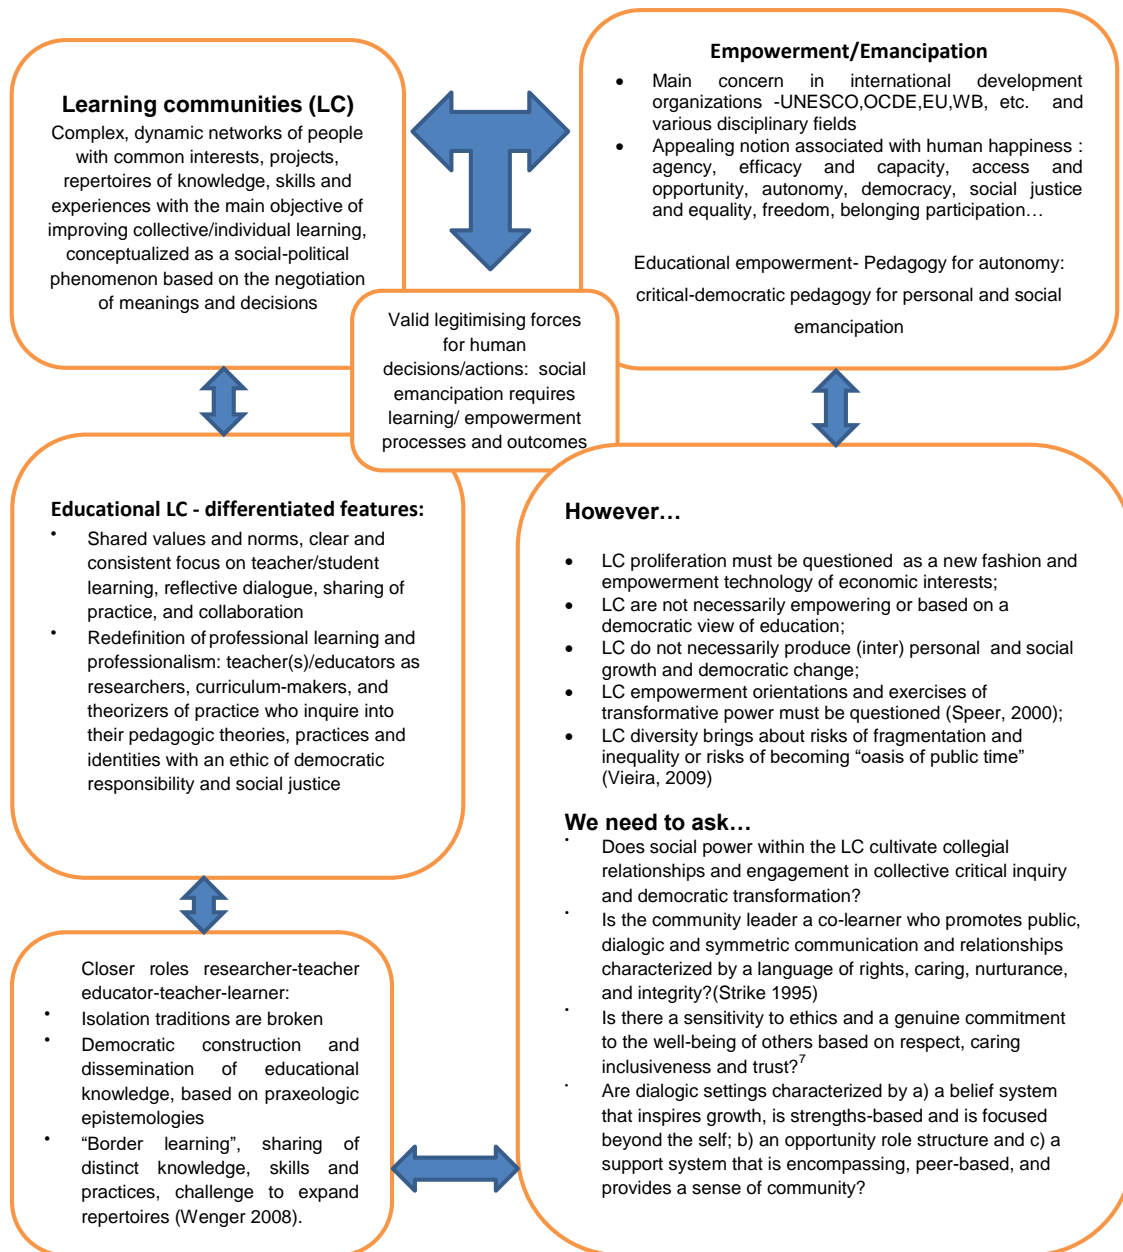 Learning communities (LC)
Complex, dynamic networks of people
with common interests, projects,
repertoires of knowledge, skills and
experiences with the main objective of
improving collective/individual learning,
conceptualized as a social-political
phenomenon based on the negotiation
of meanings and decisions
Empowerment/Emancipation
• Main concern in international development
organizations -UNESCO,OCDE,EU,WB, etc. and
various disciplinary fields
• Appealing notion associated with human happiness :
agency, efficacy and capacity, access and
opportunity, autonomy, democracy, social justice
and equality, freedom, belonging participation…
Educational empowerment- Pedagogy for autonomy:
critical-democratic pedagogy for personal and social
emancipation
Valid legitimising forces
for human
decisions/actions: social
emancipation requires
learning/ empowerment
processes and outcomes
Educational LC - differentiated features:
• Shared values and norms, clear and
consistent focus on teacher/student
learning, reflective dialogue, sharing of
practice, and collaboration
• Redefinition of professional learning and
professionalism: teacher(s)/educators as
researchers, curriculum-makers, and
theorizers of practice who inquire into
their pedagogic theories, practices and
identities with an ethic of democratic
responsibility and social justice
However…
• LC proliferation must be questioned as a new fashion and
empowerment technology of economic interests;
• LC are not necessarily empowering or based on a
democratic view of education;
• LC do not necessarily produce (inter) personal and social
growth and democratic change;
• LC empowerment orientations and exercises of
transformative power must be questioned (Speer, 2000);
• LC diversity brings about risks of fragmentation and
inequality or risks of becoming “oasis of public time”
(Vieira, 2009)
We need to ask…
• Does social power within the LC cultivate collegial
relationships and engagement in collective critical inquiry
and democratic transformation?
• Is the community leader a co-learner who promotes public,
dialogic and symmetric communication and relationships
characterized by a language of rights, caring, nurturance,
and integrity?(Strike 1995)
• Is there a sensitivity to ethics and a genuine commitment
to the well-being of others based on respect, caring
inclusiveness and trust?7
• Are dialogic settings characterized by a) a belief system
that inspires growth, is strengths-based and is focused
beyond the self; b) an opportunity role structure and c) a
support system that is encompassing, peer-based, and
provides a sense of community?
Closer roles researcher-teacher
educator-teacher-learner:
• Isolation traditions are broken
• Democratic construction and
dissemination of educational
knowledge, based on praxeologic
epistemologies
• “Border learning”, sharing of
distinct knowledge, skills and
practices, challenge to expand
repertoires (Wenger 2008).